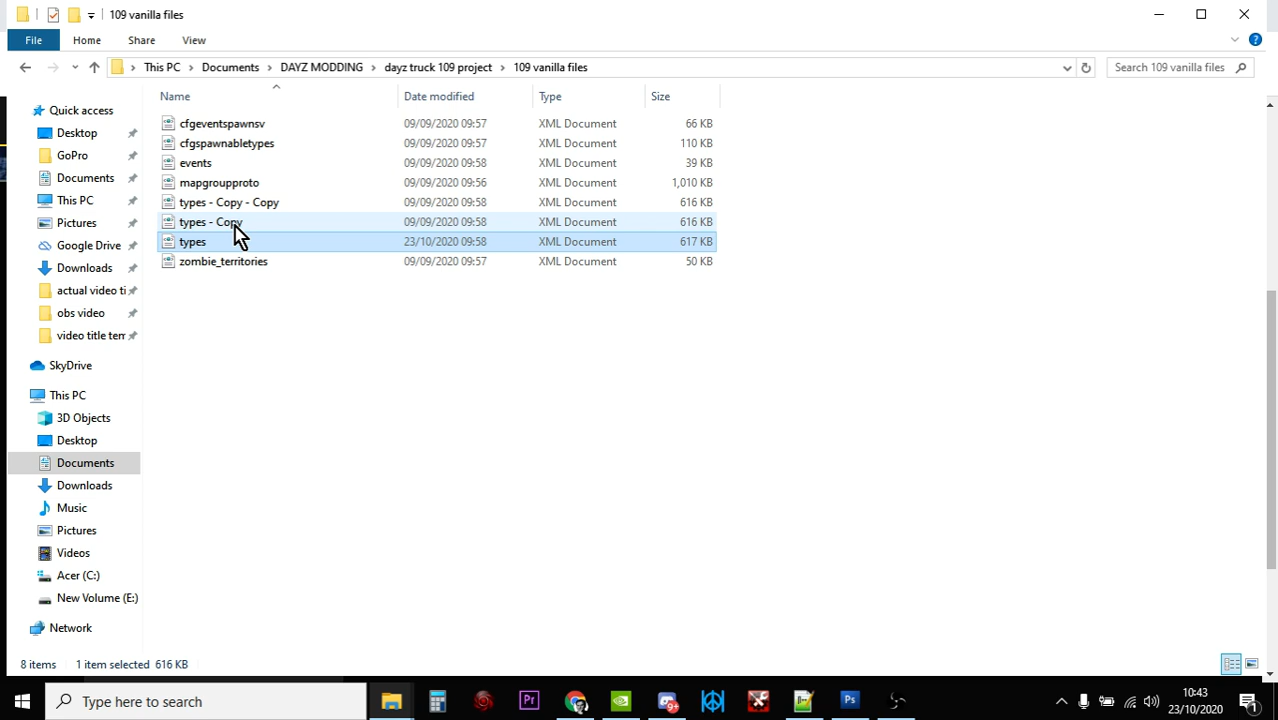 109 vanilla files
File Home Share View
This PC Documents DAYZ MODDING dayz truck 109 project 109 vanilla files Search 109 vanilla files
Name Date modified Type Size
Quick access
Desktop
GoPro
Documents
This PC
Pictures
Google Drive
Downloads
actual video ti
obs video
video title tem
SkyDrive
This PC
3D Objects
Desktop
Documents
Downloads
Music
Pictures
Videos
Acer (C:)
New Volume (E:)
Network
cfgeventspawnsv 09/09/2020 09:57 XML Document 66 KB
cfgspawnabletypes 09/09/2020 09:57 XML Document 110 KB
events 09/09/2020 09:58 XML Document 39 KB
mapgroupproto 09/09/2020 09:56 XML Document 1,010 KB
types - Copy - Copy 09/09/2020 09:58 XML Document 616 KB
types - Copy 09/09/2020 09:58 XML Document 616 KB
types 23/10/2020 09:58 XML Document 617 KB
zombie_territories 09/09/2020 09:57 XML Document 50 KB
8 items 1 item selected 616 KB
Type here to search
Pr
Ps
10:43
23/10/2020